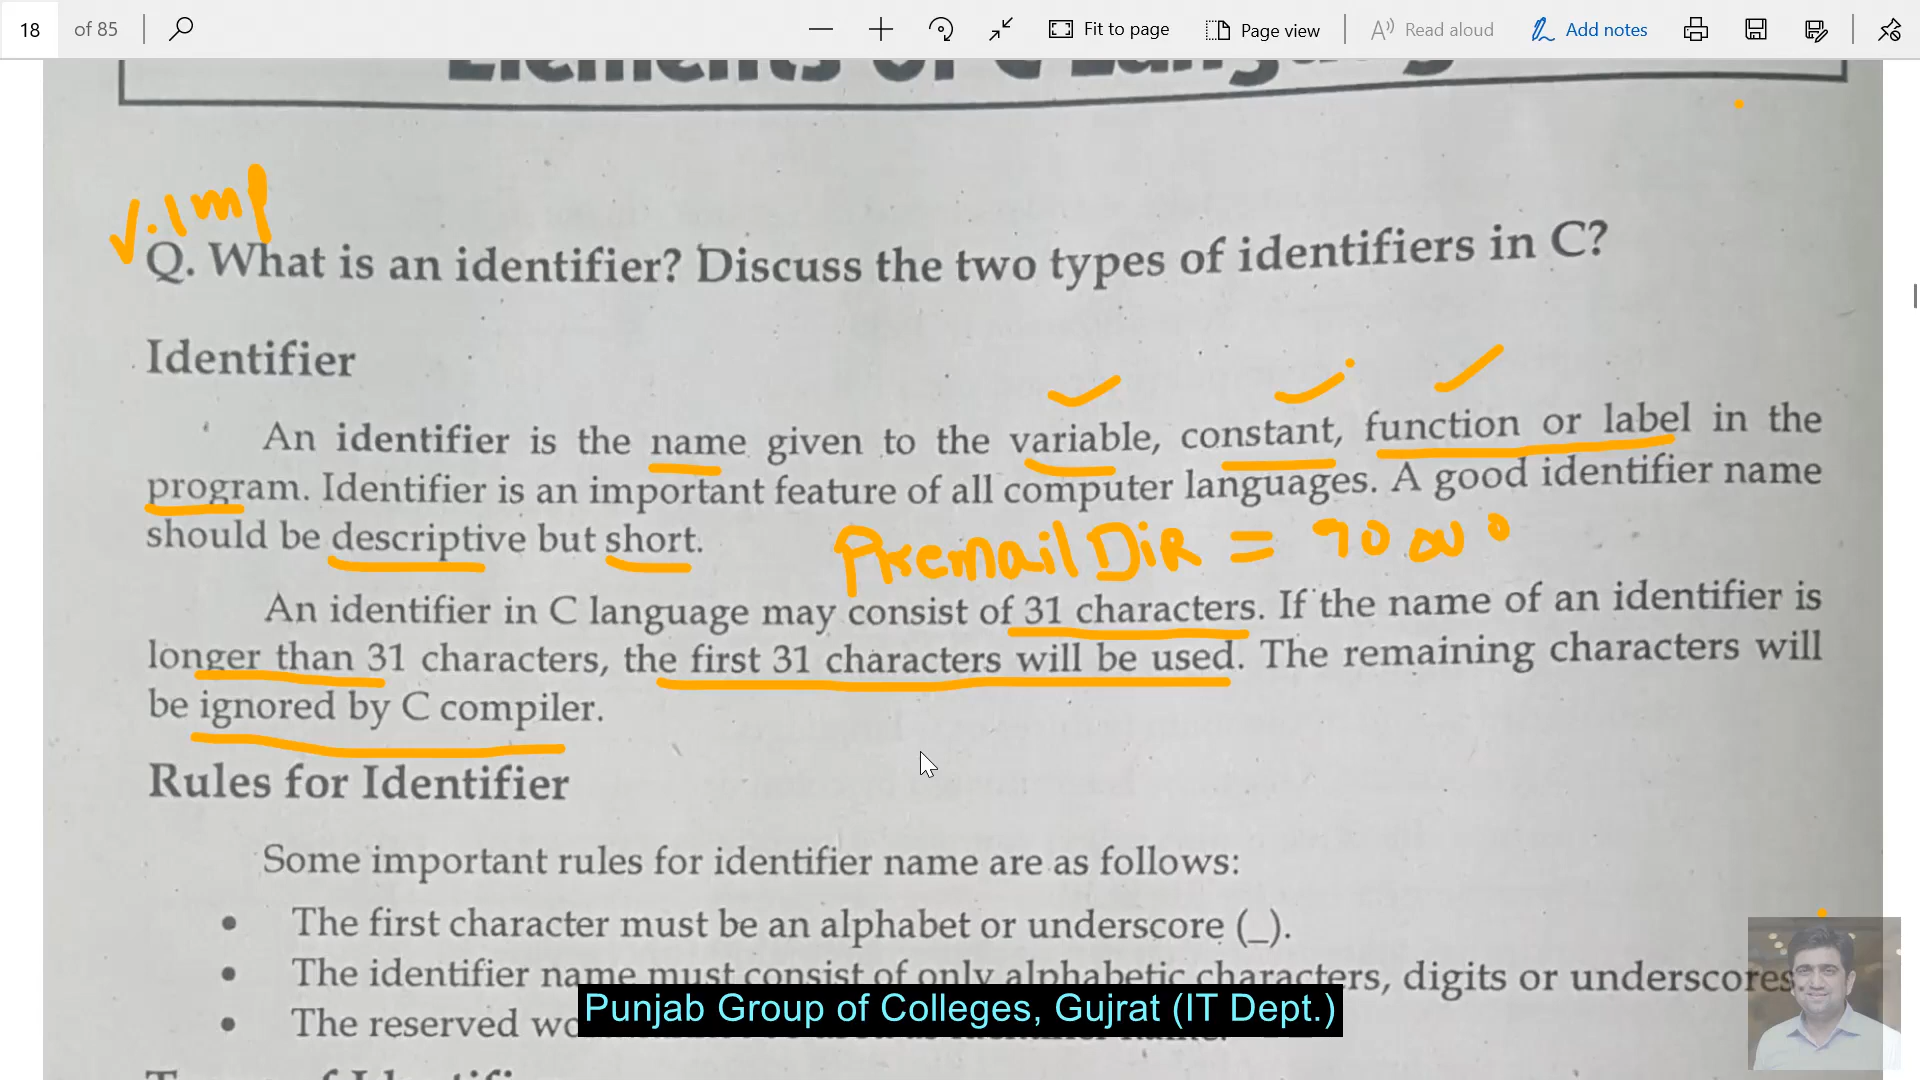 18 of 85 Fit to page Page view Read aloud Add notes
Elements of C Languag
V.Imp
Q. What is an identifier? Discuss the two types of identifiers in C?
Identifier
An identifier is the name given to the variable, constant, function or label in the
program. Identifier is an important feature of all computer languages. A good identifier name
should be descriptive but short.
An identifier in C language may consist of 31 characters. If the name of an identifier is
longer than 31 characters, the first 31 characters will be used. The remaining characters will
be ignored by C compiler.
Rules for Identifier
Some important rules for identifier name are as follows:
The first character must be an alphabet or underscore (_).
The identifier name must consist of only alphabetic characters, digits or underscores
The reserved
Punjab Group of Colleges, Gujrat (IT Dept.)